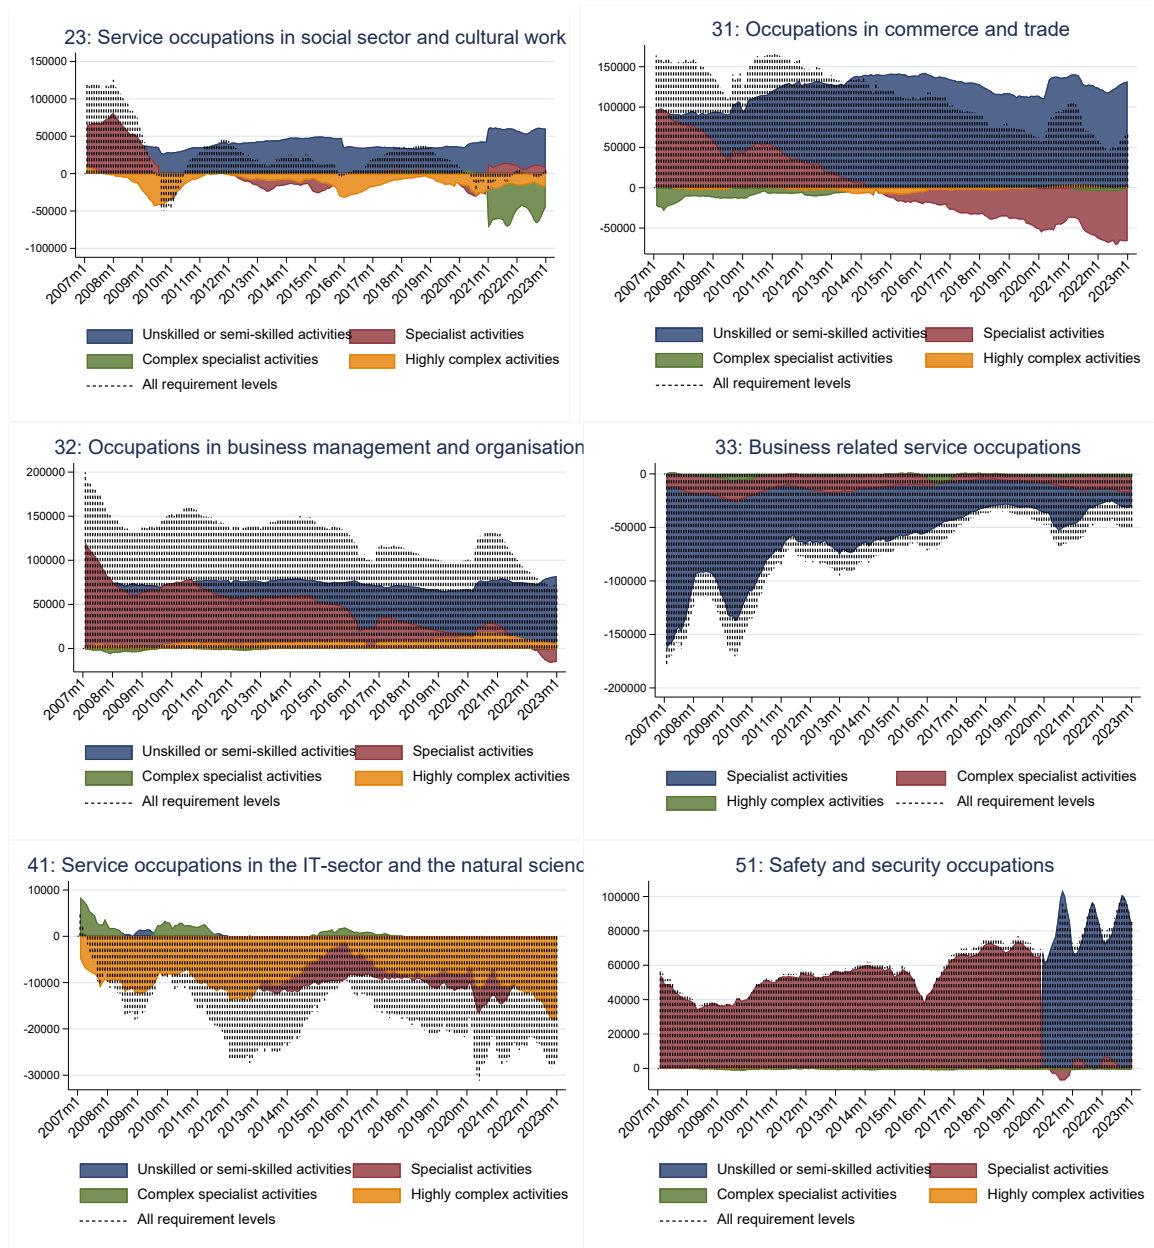 23: Service occupations in social sector and cultural work
150000
100000
50000
0
-50000
-100000
2007m1
2008m1
2009m1
2010m1
2011m1
2012m1
2013m1
2014m1
2015m1
2016m1
2017m1
2018m1
2019m1
2020m1
2021m1
2022m1
2023m1
Unskilled or semi-skilled activities
Specialist activities
Complex specialist activities
Highly complex activities
All requirement levels
31: Occupations in commerce and trade
150000
100000
50000
0
-50000
2007m1
2008m1
2009m1
2010m1
2011m1
2012m1
2013m1
2014m1
2015m1
2016m1
2017m1
2018m1
2019m1
2020m1
2021m1
2022m1
2023m1
Unskilled or semi-skilled activities
Specialist activities
Complex specialist activities
Highly complex activities
All requirement levels
32: Occupations in business management and organisation
200000
150000
100000
50000
0
2007m1
2008m1
2009m1
2010m1
2011m1
2012m1
2013m1
2014m1
2015m1
2016m1
2017m1
2018m1
2019m1
2020m1
2021m1
2022m1
2023m1
Unskilled or semi-skilled activities
Specialist activities
Complex specialist activities
Highly complex activities
All requirement levels
33: Business related service occupations
0
-50000
-100000
-150000
-200000
2007m1
2008m1
2009m1
2010m1
2011m1
2012m1
2013m1
2014m1
2015m1
2016m1
2017m1
2018m1
2019m1
2020m1
2021m1
2022m1
2023m1
Specialist activities
Complex specialist activities
Highly complex activities
All requirement levels
41: Service occupations in the IT-sector and the natural scienc
10000
0
-10000
-20000
-30000
2007m1
2008m1
2009m1
2010m1
2011m1
2012m1
2013m1
2014m1
2015m1
2016m1
2017m1
2018m1
2019m1
2020m1
2021m1
2022m1
2023m1
Unskilled or semi-skilled activities
Specialist activities
Complex specialist activities
Highly complex activities
All requirement levels
51: Safety and security occupations
100000
80000
60000
40000
20000
0
2007m1
2008m1
2009m1
2010m1
2011m1
2012m1
2013m1
2014m1
2015m1
2016m1
2017m1
2018m1
2019m1
2020m1
2021m1
2022m1
2023m1
Unskilled or semi-skilled activities
Specialist activities
Complex specialist activities
Highly complex activities
All requirement levels